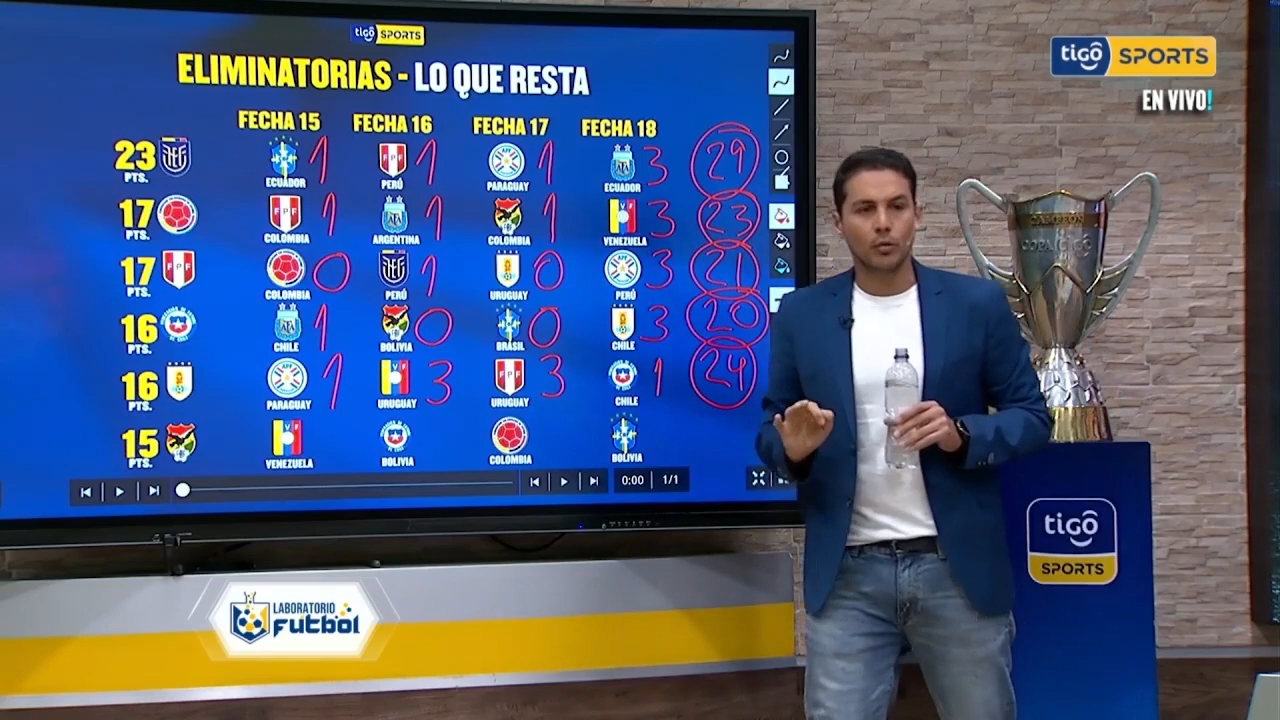 tigo SPORTS
ELIMINATORIAS - LO QUE RESTA
FECHA 15 FECHA 16 FECHA 17 FECHA 18
23 PTS. ECUADOR 1 PERÚ 1 PARAGUAY 1 ECUADOR 3 29
17 PTS. COLOMBIA 1 ARGENTINA 1 COLOMBIA 1 VENEZUELA 3 23
17 PTS. COLOMBIA 0 PERÚ 1 URUGUAY 0 PERÚ 3 21
16 PTS. CHILE 1 BOLIVIA 0 BRASIL 0 CHILE 3 20
16 PTS. PARAGUAY 1 URUGUAY 3 URUGUAY 3 CHILE 1 24
15 PTS. VENEZUELA BOLIVIA COLOMBIA BOLIVIA
0:00 1/1
LABORATORIO
futbol
tigo SPORTS
EN VIVO!
CAMPEON
COPA TIGO
tigo
SPORTS